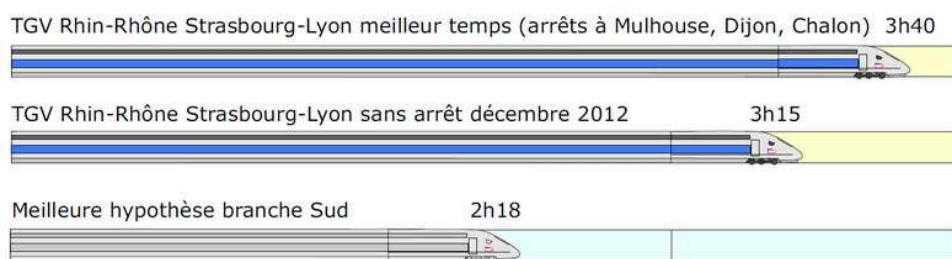 TGV Rhin-Rhône Strasbourg-Lyon meilleur temps (arrêts à Mulhouse, Dijon, Chalon) 3h40
TGV Rhin-Rhône Strasbourg-Lyon sans arrêt décembre 2012 3h15
Meilleure hypothèse branche Sud 2h18